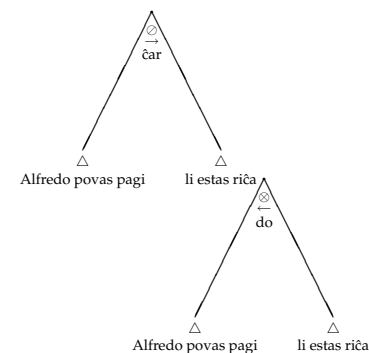 ⊘
→
ĉar
△ △
Alfredo povas pagi li estas riĉa
⊗
←
do
△ △
Alfredo povas pagi li estas riĉa